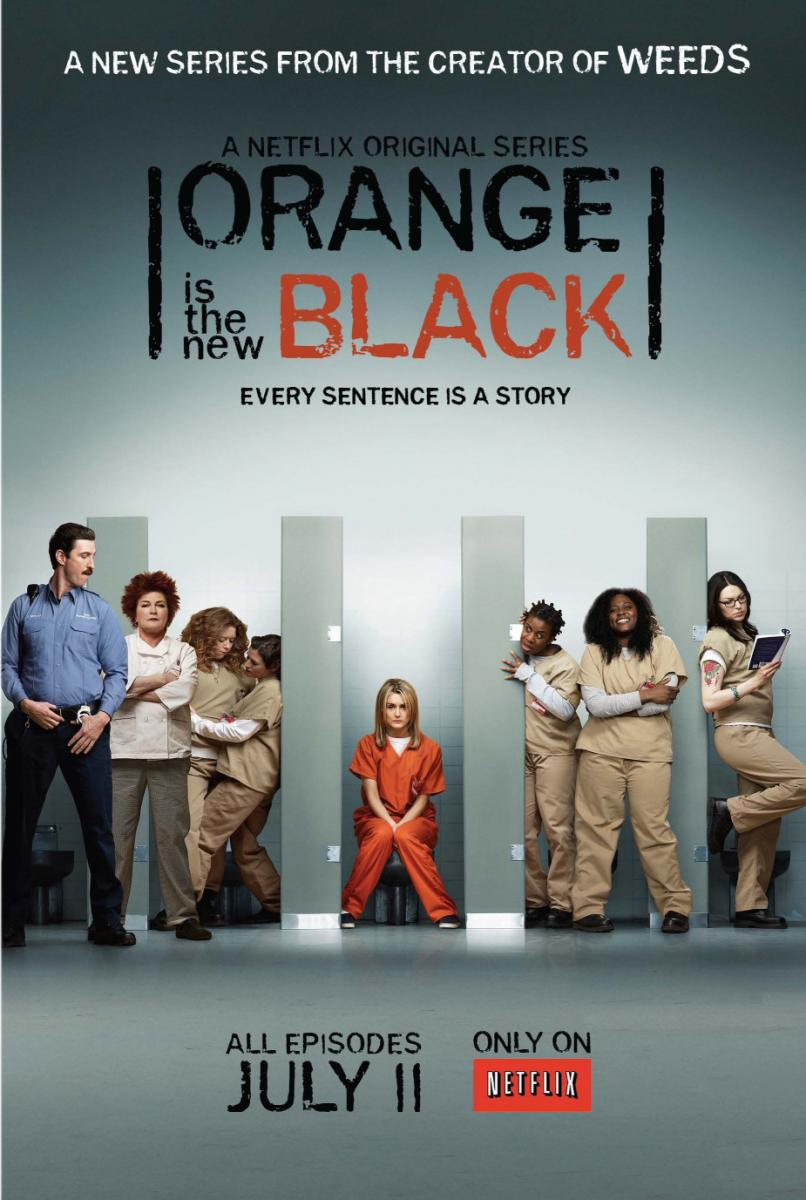 A NEW SERIES FROM THE CREATOR OF WEEDS
A NETFLIX ORIGINAL SERIES
ORANGE
is
the
new
BLACK
EVERY SENTENCE IS A STORY
ALL EPISODES
JULY 11
ONLY ON
NETFLIX